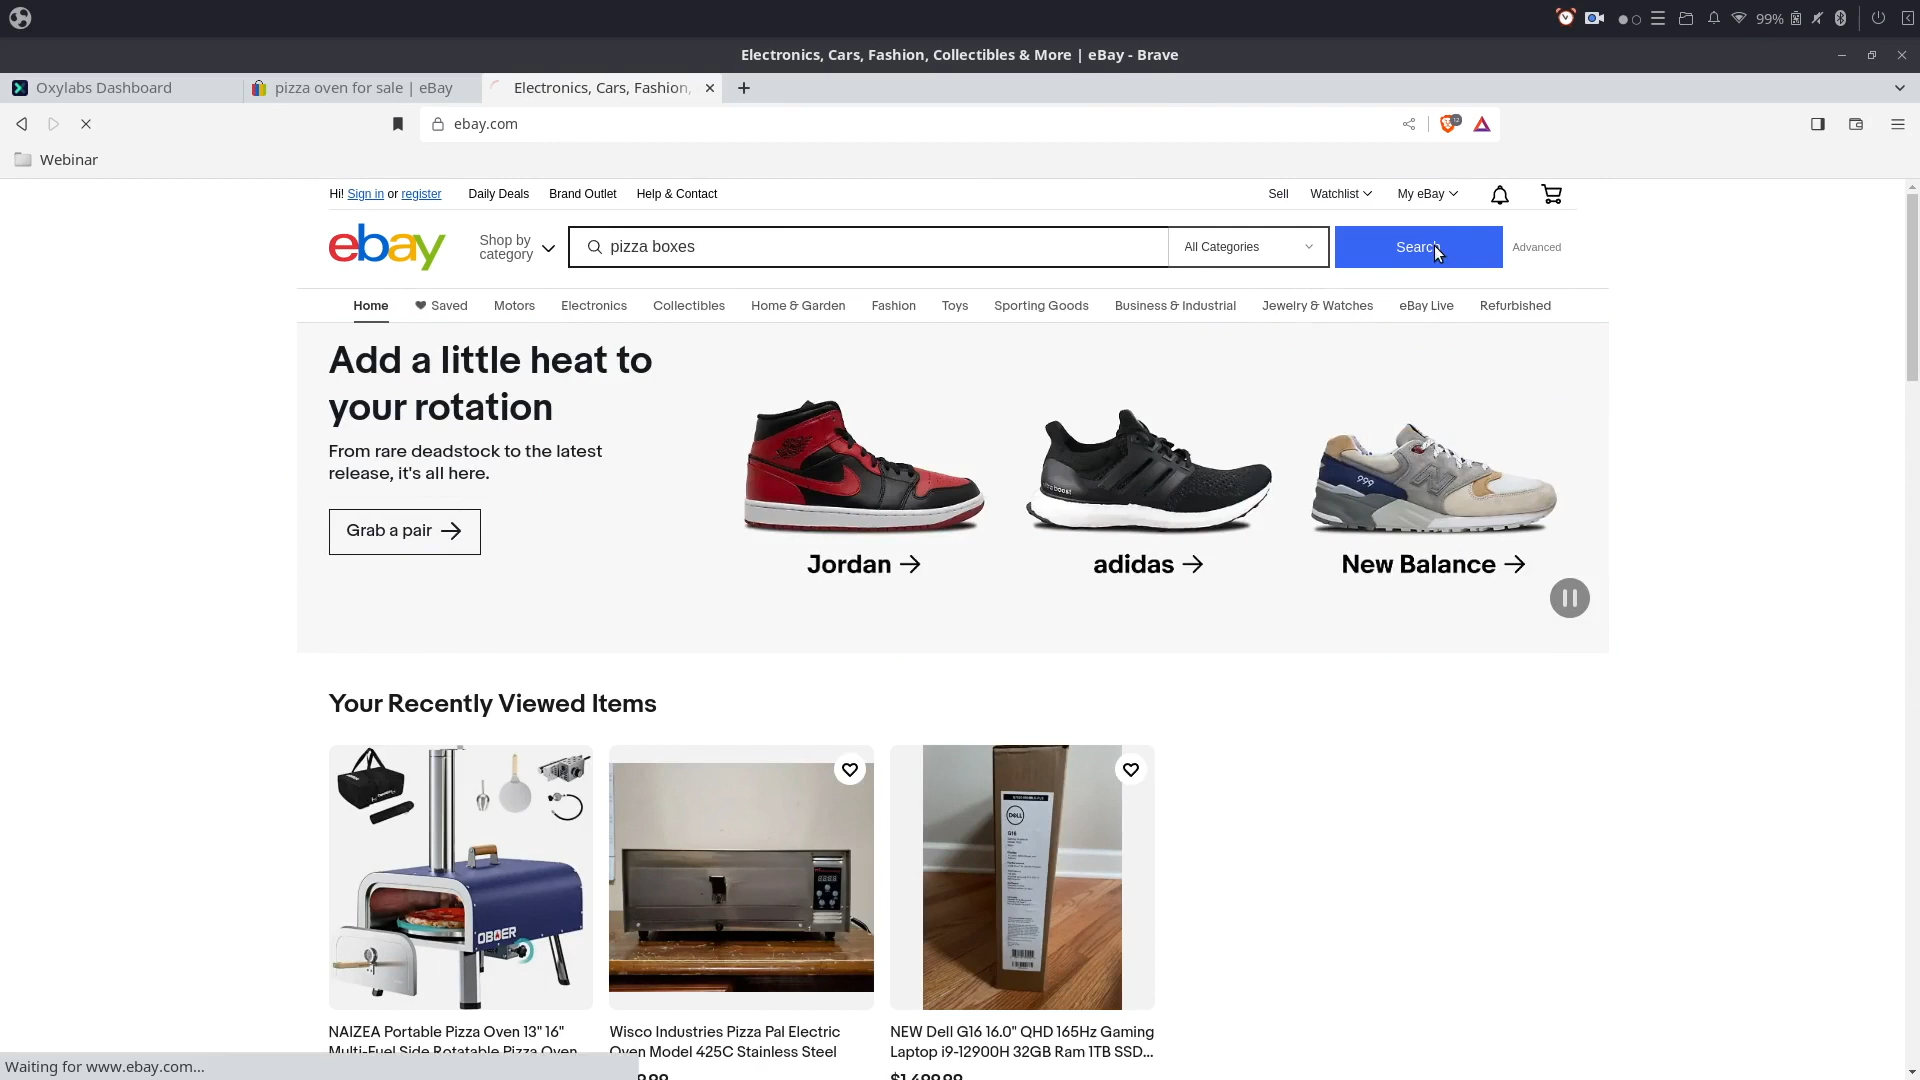 99%
Electronics, Cars, Fashion, Collectibles & More | eBay - Brave
Oxylabs Dashboard
pizza oven for sale | eBay
Electronics, Cars, Fashion,
ebay.com
Webinar
Hi! Sign in or register Daily Deals Brand Outlet Help & Contact
Sell Watchlist My eBay
ebay
Shop by
category
pizza boxes
All Categories
Search
Advanced
Home Saved Motors Electronics Collectibles Home & Garden Fashion Toys Sporting Goods Business & Industrial Jewelry & Watches eBay Live Refurbished
Add a little heat to
your rotation
From rare deadstock to the latest
release, it's all here.
Grab a pair
999
Jordan
adidas
New Balance
Your Recently Viewed Items
OBOER
DELL
G16
NAIZEA Portable Pizza Oven 13" 16"
Multi-Fuel Side Rotatable Pizza Oven
Wisco Industries Pizza Pal Electric
Oven Model 425C Stainless Steel
NEW Dell G16 16.0" QHD 165Hz Gaming
Laptop i9-12900H 32GB Ram 1TB SSD...
$1,499.99
Waiting for www.ebay.com...